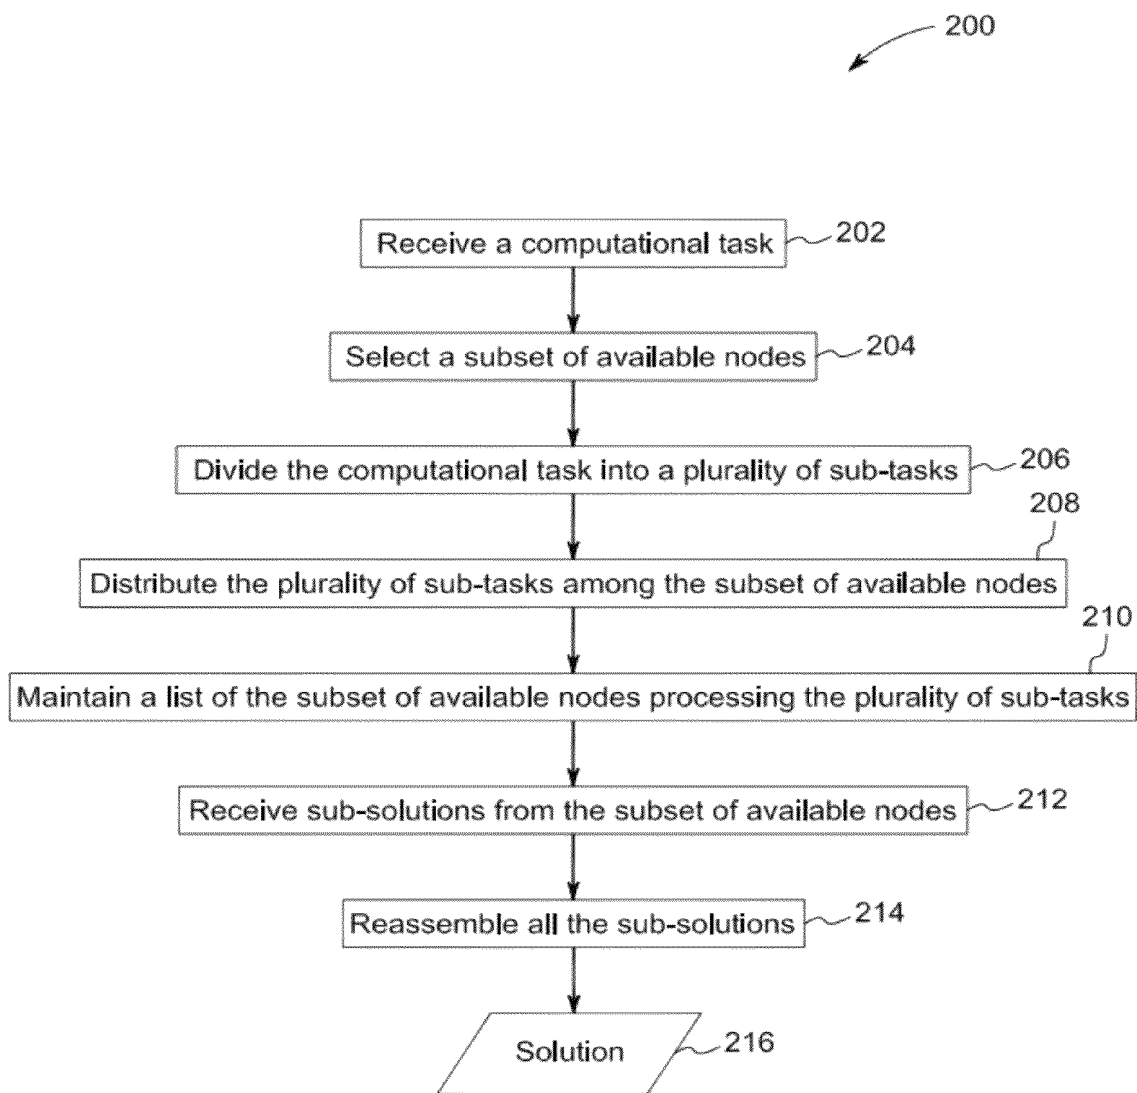 200
Receive a computational task 202
Select a subset of available nodes 204
Divide the computational task into a plurality of sub-tasks 206
208
Distribute the plurality of sub-tasks among the subset of available nodes
210
Maintain a list of the subset of available nodes processing the plurality of sub-tasks
Receive sub-solutions from the subset of available nodes 212
Reassemble all the sub-solutions 214
Solution 216